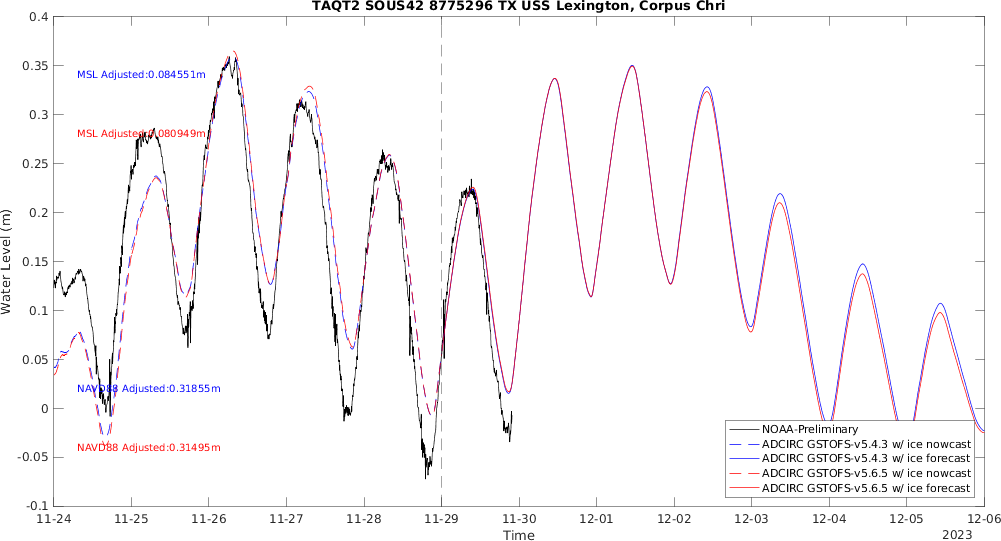 TAQT2 SOUS42 8775296 TX USS Lexington, Corpus Chri
0.4
0.35
0.3
0.25
0.2
0.15
0.1
0.05
0
-0.05
-0.1
Water Level (m)
MSL Adjusted:0.084551m
MSL Adjusted:0.080949m
NAVD88 Adjusted:0.31855m
NAVD88 Adjusted:0.31495m
NOAA-Preliminary
ADCIRC GSTOFS-v5.4.3 w/ ice nowcast
ADCIRC GSTOFS-v5.4.3 w/ ice forecast
ADCIRC GSTOFS-v5.6.5 w/ ice nowcast
ADCIRC GSTOFS-v5.6.5 w/ ice forecast
11-24 11-25 11-26 11-27 11-28 11-29 11-30 12-01 12-02 12-03 12-04 12-05 12-06
Time
2023